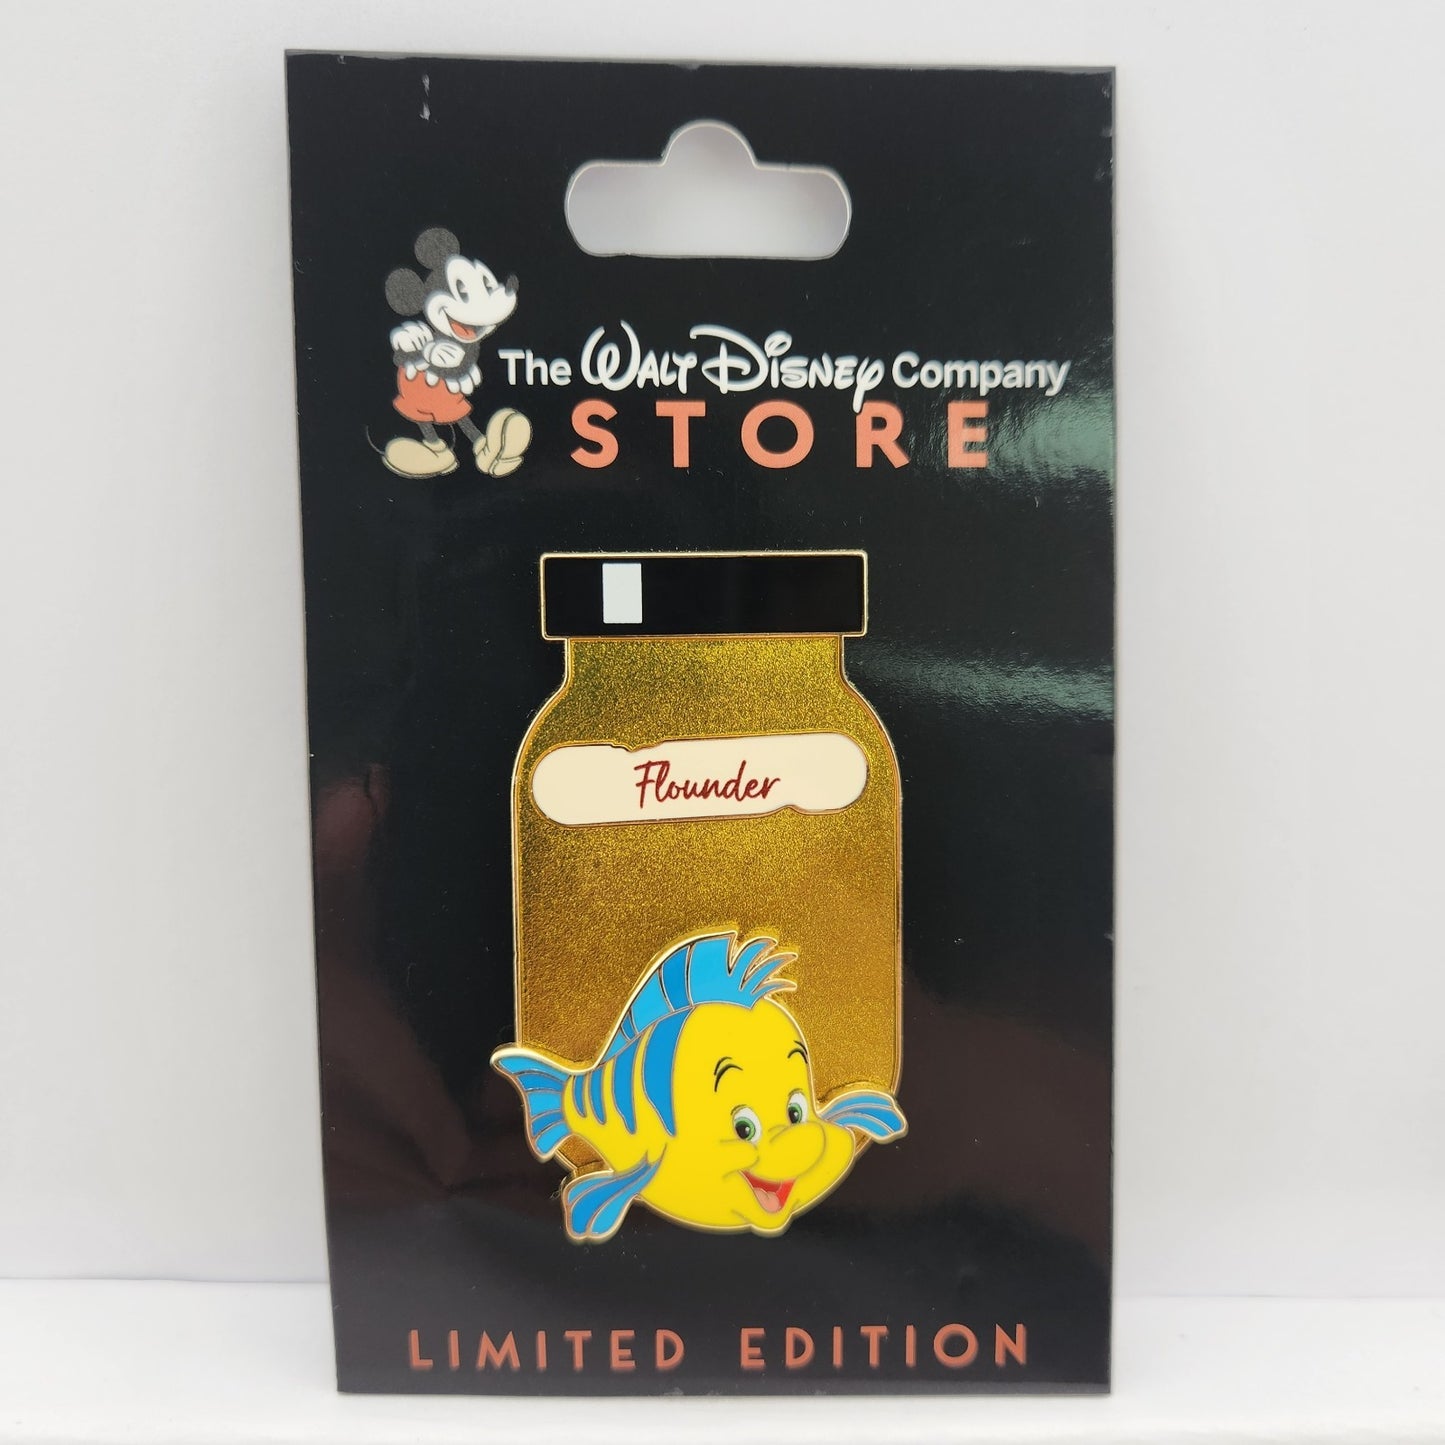 The Walt Disney Company
STORE
Flounder
LIMITED EDITION